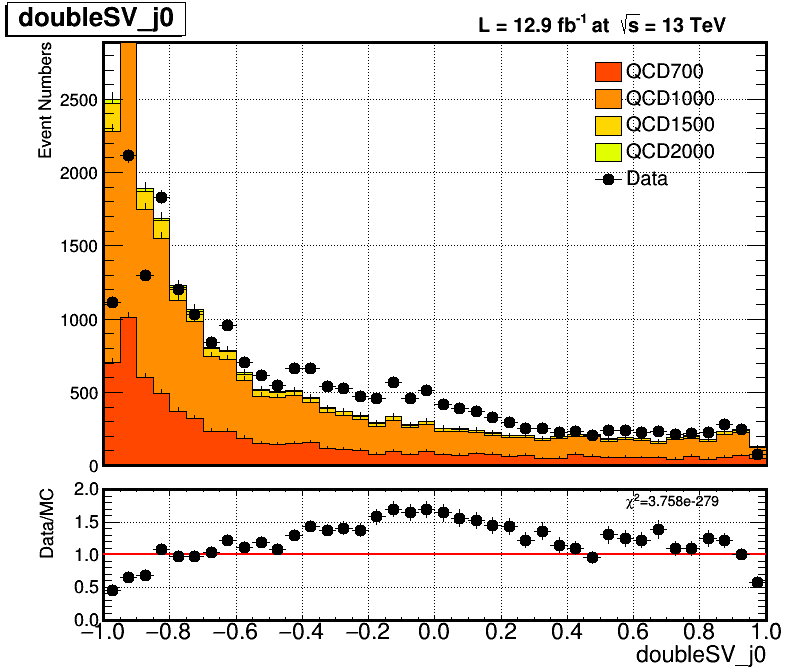 doubleSV_j0
L = 12.9 fb⁻¹ at √s = 13 TeV
Event Numbers
2500
2000
1500
1000
500
0
QCD700
QCD1000
QCD1500
QCD2000
Data
Data/MC
2.0
1.5
1.0
0.5
0.0
χ²=3.758e-279
−1.0 −0.8 −0.6 −0.4 −0.2 0.0 0.2 0.4 0.6 0.8 1.0
doubleSV_j0